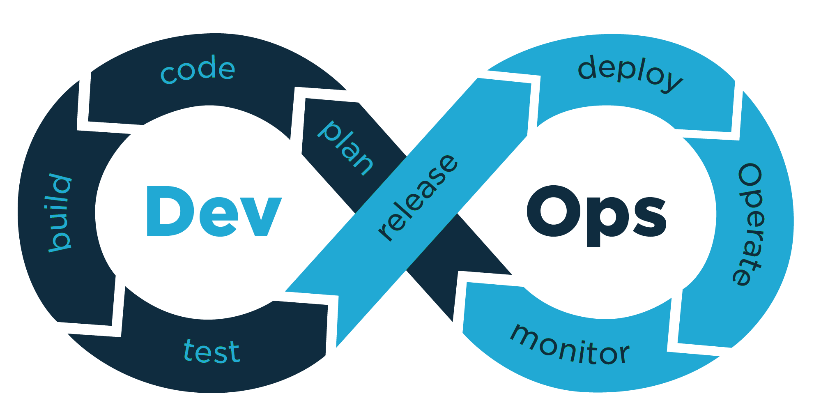 code
deploy
plan
release
build
Dev
Ops
Operate
test
monitor